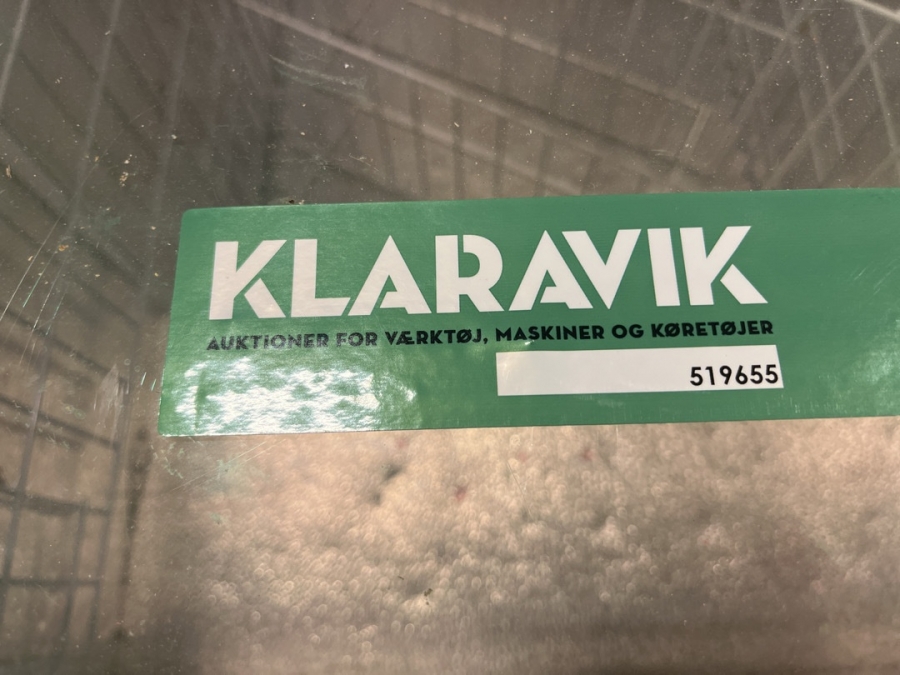 KLARAVIK
AUKTIONER FOR VÆRKTØJ, MASKINER OG KØRETØJER
519655